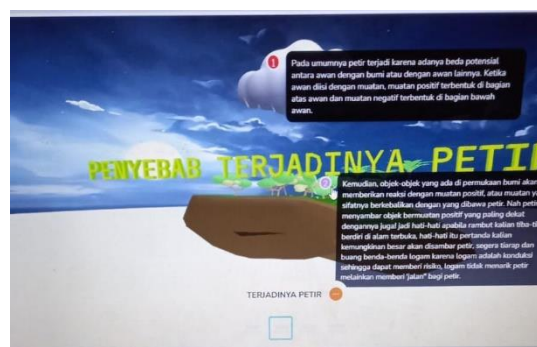 1
Pada umumnya petir terjadi karena adanya beda potensial
antara awan dengan bumi atau dengan awan lainnya. Ketika
awan diisi dengan muatan, muatan positif terbentuk di bagian
atas awan dan muatan negatif terbentuk di bagian bawah
awan.
PENYEBAB TERJADINYA PETI
2
Kemudian, objek-objek yang ada di permukaan bumi akan
memberikan reaksi dengan muatan positif, atau muatan y
sifatnya berkebalikan dengan yang dibawa petir. Nah peti
menyambar objek bermuatan positif yang paling dekat
dengannya jugal jadi hati-hati apabila rambut kalian tiba-ti
berdiri di alam terbuka, hati-hati itu pertanda kalian
kemungkinan besar akan disambar petir, segera tiarap dan
buang benda-benda logam karena logam adalah konduksi
sehingga dapat memberi risiko, logam tidak menarik petir
melainkan memberi 'jalan" bagi petir.
TERJADINYA PETIR